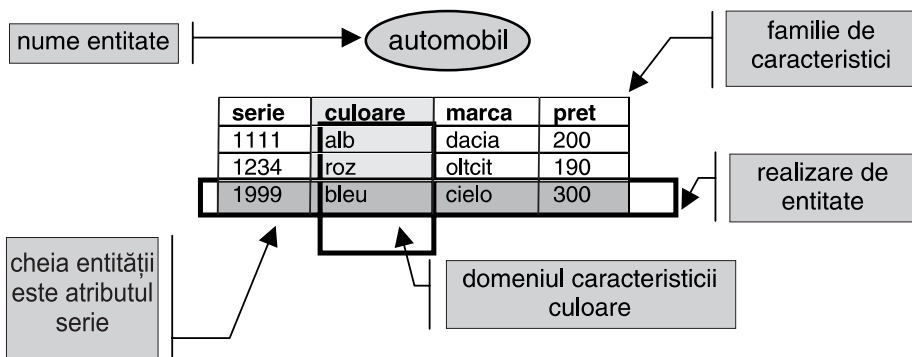 nume entitate
automobil
familie de
caracteristici
serie culoare marca pret
1111 alb dacia 200
1234 roz oltcit 190
1999 bleu cielo 300
realizare de
entitate
cheia entității
este atributul
serie
domeniul caracteristicii
culoare